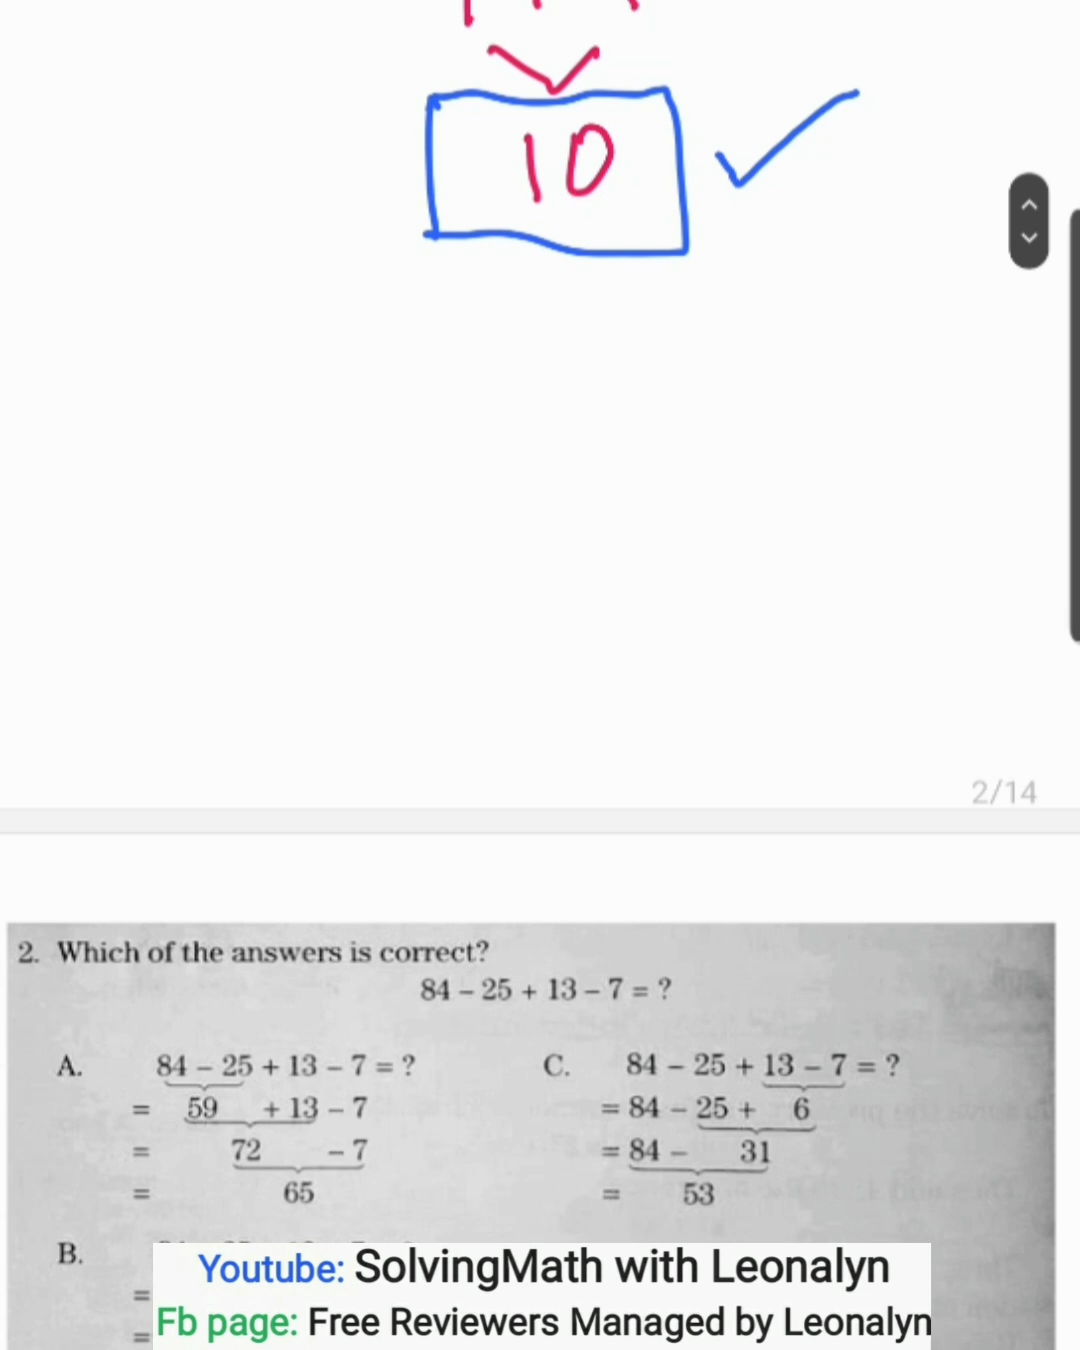 10
2/14
2. Which of the answers is correct?
84 – 25 + 13 – 7 = ?
A. 84 – 25 + 13 – 7 = ?
= 59 + 13 – 7
= 72 – 7
= 65
C. 84 – 25 + 13 – 7 = ?
= 84 – 25 + 6
= 84 – 31
= 53
B.
=
=
Youtube: SolvingMath with Leonalyn
Fb page: Free Reviewers Managed by Leonalyn